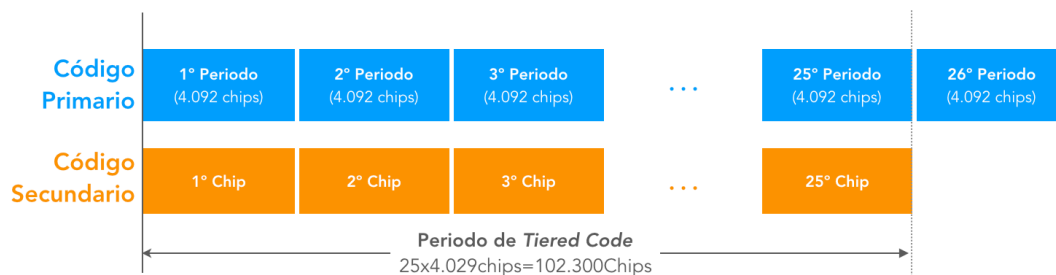 Código
Primario
1º Periodo
(4.092 chips)
2º Periodo
(4.092 chips)
3º Periodo
(4.092 chips)
...
25º Periodo
(4.092 chips)
26º Periodo
(4.092 chips)
Código
Secundario
1º Chip
2º Chip
3º Chip
...
25º Chip
Periodo de Tiered Code
25x4.029chips=102.300Chips